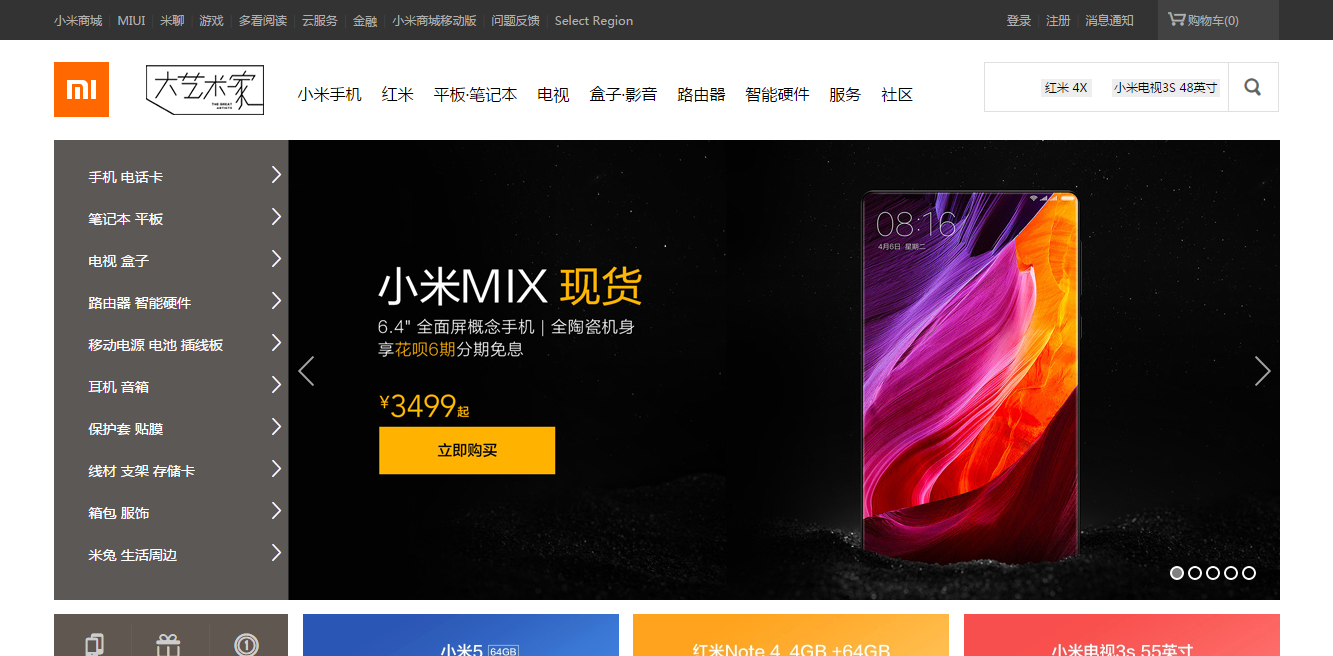 小米商城 MIUI 米聊 游戏 多看阅读 云服务 金融 小米商城移动版 问题反馈 Select Region 登录 注册 消息通知 购物车(0)
mi 大艺术家 小米手机 红米 平板·笔记本 电视 盒子·影音 路由器 智能硬件 服务 社区 红米 4X 小米电视3S 48英寸
THE GREAT
ARTISTS
手机 电话卡
笔记本 平板
电视 盒子
路由器 智能硬件
移动电源 电池 插线板
耳机 音箱
保护套 贴膜
线材 支架 存储卡
箱包 服饰
米兔 生活周边
小米MIX 现货
6.4" 全面屏概念手机 | 全陶瓷机身
享花呗6期分期免息
¥3499起
立即购买
08:16
4月6日 星期二
小米5 64GB
红米Note 4 4GB +64GB
小米电视3s 55英寸